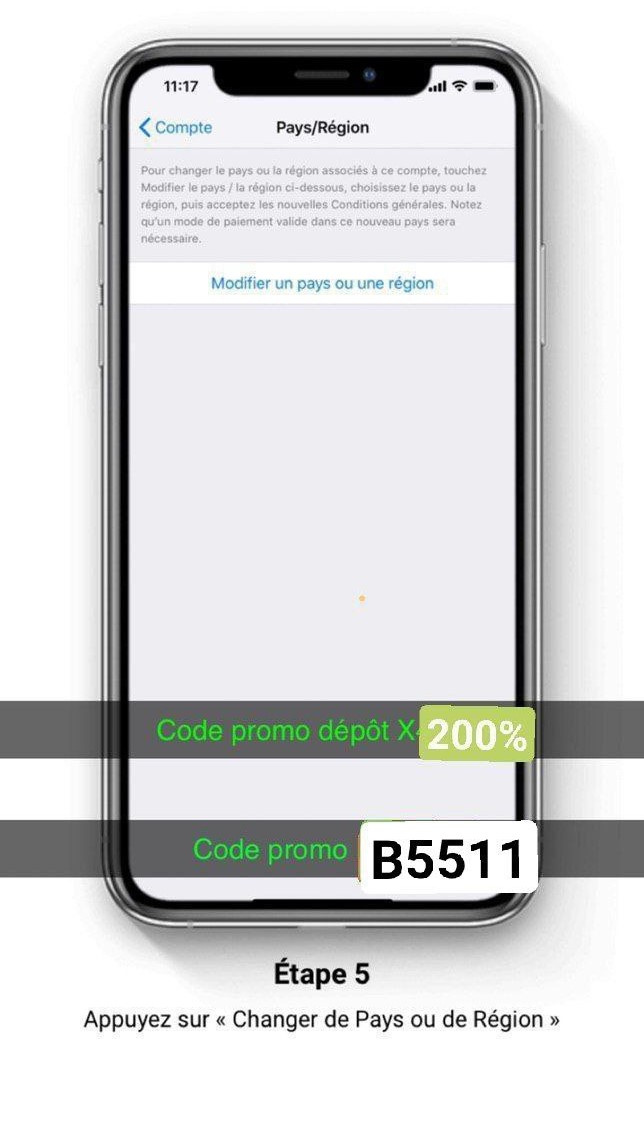 11:17
Compte
Pays/Région
Pour changer le pays ou la région associés à ce compte, touchez
Modifier le pays / la région ci-dessous, choisissez le pays ou la
région, puis acceptez les nouvelles Conditions générales. Notez
qu'un mode de paiement valide dans ce nouveau pays sera
nécessaire.
Modifier un pays ou une région
Code promo dépôt X 200%
Code promo B5511
Étape 5
Appuyez sur « Changer de Pays ou de Région »